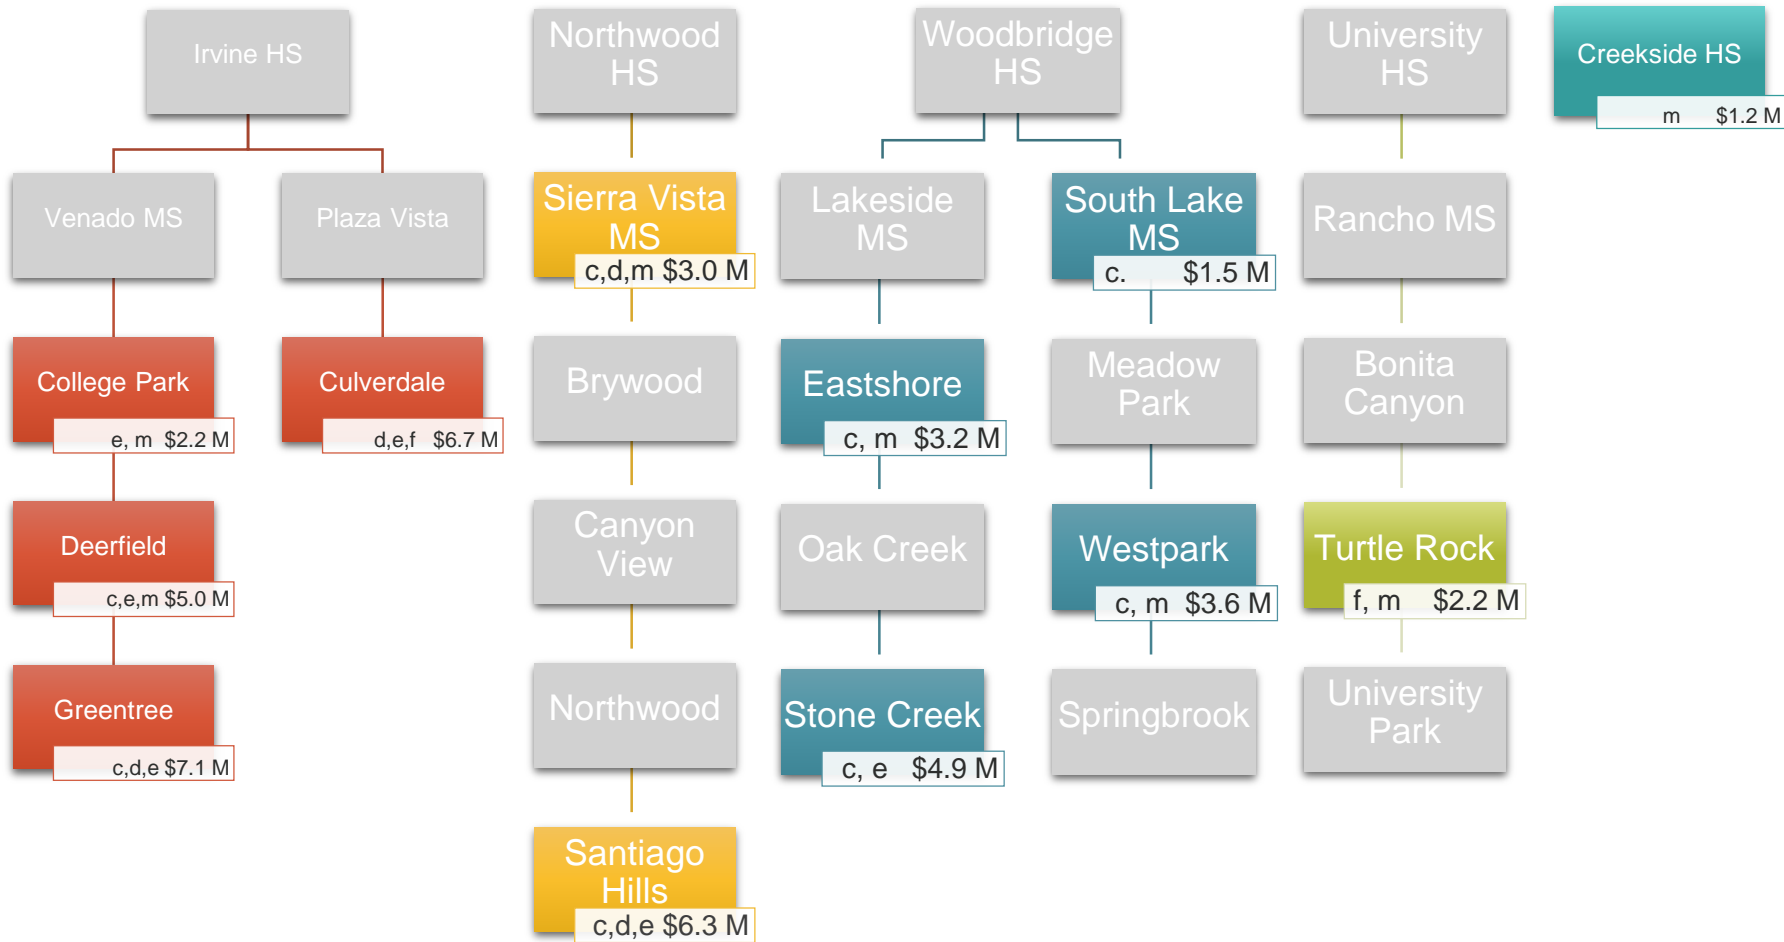 Irvine HS
Venado MS
Plaza Vista
College Park
e, m $2.2 M
Culverdale
d,e,f $6.7 M
Deerfield
c,e,m $5.0 M
Greentree
c,d,e $7.1 M
Northwood
HS
Sierra Vista
MS
c,d,m $3.0 M
Brywood
Canyon
View
Northwood
Santiago
Hills
c,d,e $6.3 M
Woodbridge
HS
Lakeside
MS
Eastshore
c, m $3.2 M
Oak Creek
Stone Creek
c, e $4.9 M
South Lake
MS
c. $1.5 M
Meadow
Park
Westpark
c, m $3.6 M
Springbrook
University
HS
Rancho MS
Bonita
Canyon
Turtle Rock
f, m $2.2 M
University
Park
Creekside HS
m $1.2 M